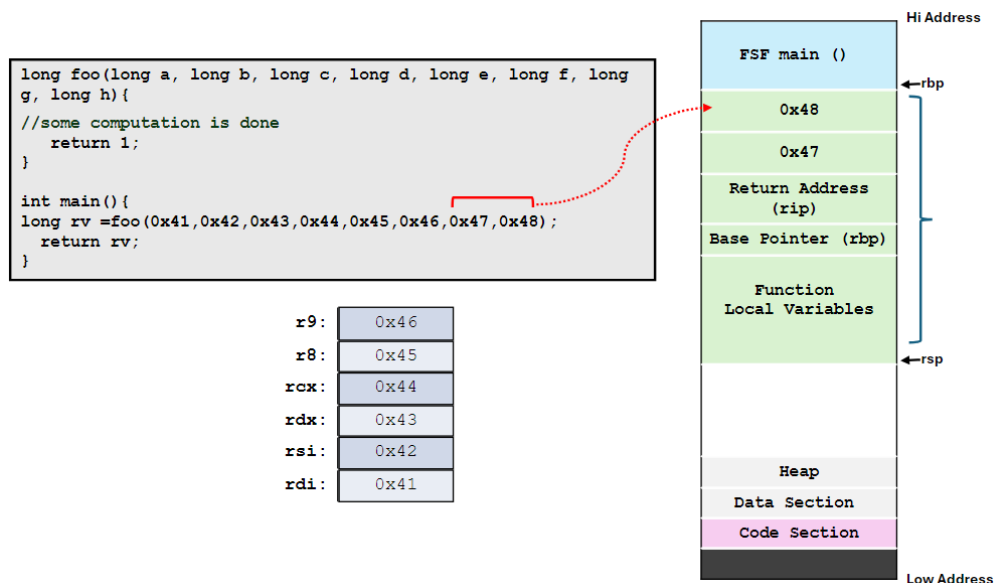 long foo(long a, long b, long c, long d, long e, long f, long
g, long h){
//some computation is done
return 1;
}
int main(){
long rv =foo(0x41,0x42,0x43,0x44,0x45,0x46,0x47,0x48);
return rv;
}
r9: 0x46
r8: 0x45
rcx: 0x44
rdx: 0x43
rsi: 0x42
rdi: 0x41
Hi Address
FSF main ()
rbp
0x48
0x47
Return Address
(rip)
Base Pointer (rbp)
Function
Local Variables
rsp
Heap
Data Section
Code Section
Low Address